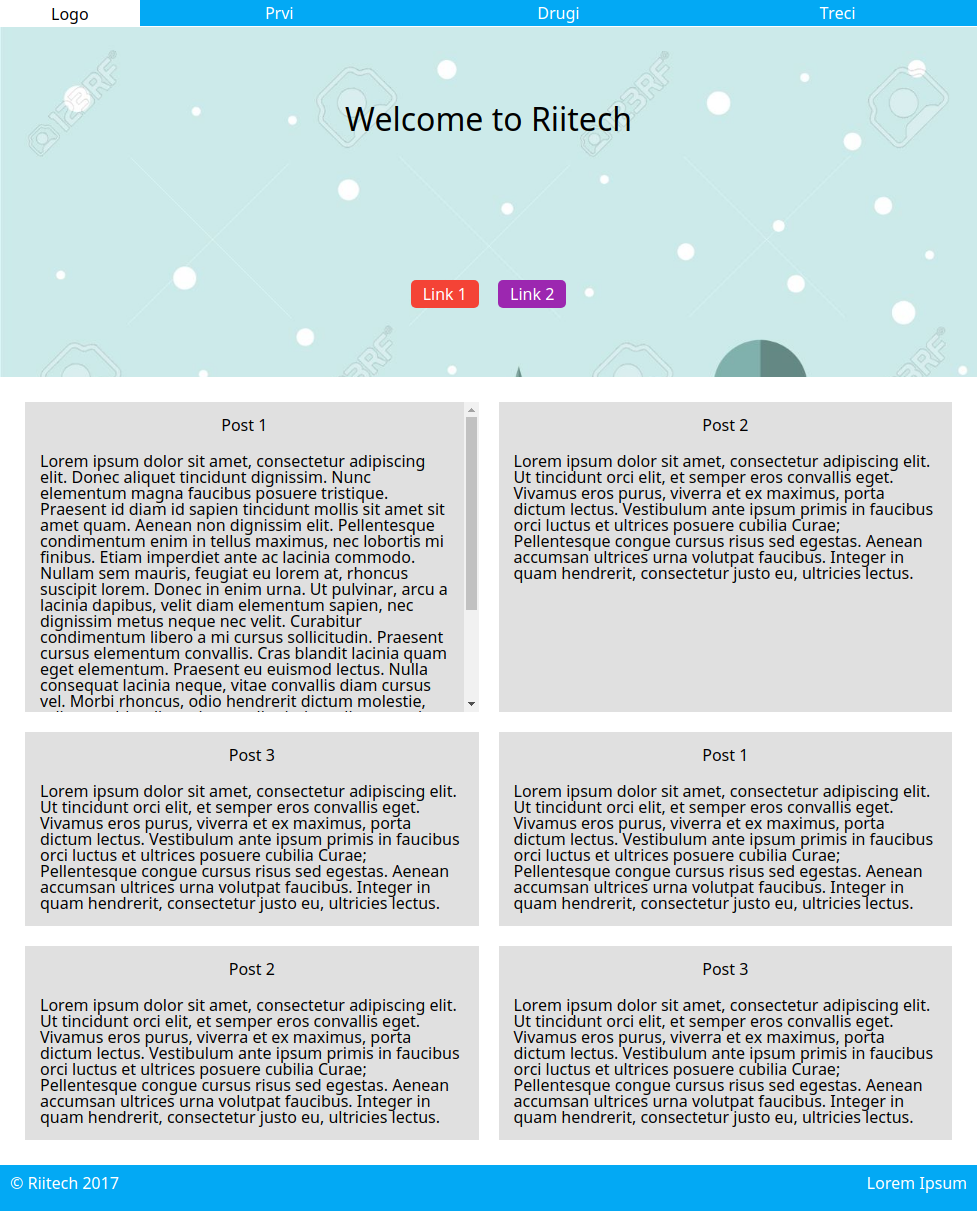 Logo
Prvi
Drugi
Treci
123RF
123RF
Welcome to Riitech
Link 1
Link 2
Post 1
Lorem ipsum dolor sit amet, consectetur adipiscing
elit. Donec aliquet tincidunt dignissim. Nunc
elementum magna faucibus posuere tristique.
Praesent id diam id sapien tincidunt mollis sit amet sit
amet quam. Aenean non dignissim elit. Pellentesque
condimentum enim in tellus maximus, nec lobortis mi
finibus. Etiam imperdiet ante ac lacinia commodo.
Nullam sem mauris, feugiat eu lorem at, rhoncus
suscipit lorem. Donec in enim urna. Ut pulvinar, arcu a
lacinia dapibus, velit diam elementum sapien, nec
dignissim metus neque nec velit. Curabitur
condimentum libero a mi cursus sollicitudin. Praesent
cursus elementum convallis. Cras blandit lacinia quam
eget elementum. Praesent eu euismod lectus. Nulla
consequat lacinia neque, vitae convallis diam cursus
vel. Morbi rhoncus, odio hendrerit dictum molestie,
Post 2
Lorem ipsum dolor sit amet, consectetur adipiscing elit.
Ut tincidunt orci elit, et semper eros convallis eget.
Vivamus eros purus, viverra et ex maximus, porta
dictum lectus. Vestibulum ante ipsum primis in faucibus
orci luctus et ultrices posuere cubilia Curae;
Pellentesque congue cursus risus sed egestas. Aenean
accumsan ultrices urna volutpat faucibus. Integer in
quam hendrerit, consectetur justo eu, ultricies lectus.
Post 3
Lorem ipsum dolor sit amet, consectetur adipiscing elit.
Ut tincidunt orci elit, et semper eros convallis eget.
Vivamus eros purus, viverra et ex maximus, porta
dictum lectus. Vestibulum ante ipsum primis in faucibus
orci luctus et ultrices posuere cubilia Curae;
Pellentesque congue cursus risus sed egestas. Aenean
accumsan ultrices urna volutpat faucibus. Integer in
quam hendrerit, consectetur justo eu, ultricies lectus.
Post 1
Lorem ipsum dolor sit amet, consectetur adipiscing elit.
Ut tincidunt orci elit, et semper eros convallis eget.
Vivamus eros purus, viverra et ex maximus, porta
dictum lectus. Vestibulum ante ipsum primis in faucibus
orci luctus et ultrices posuere cubilia Curae;
Pellentesque congue cursus risus sed egestas. Aenean
accumsan ultrices urna volutpat faucibus. Integer in
quam hendrerit, consectetur justo eu, ultricies lectus.
Post 2
Lorem ipsum dolor sit amet, consectetur adipiscing elit.
Ut tincidunt orci elit, et semper eros convallis eget.
Vivamus eros purus, viverra et ex maximus, porta
dictum lectus. Vestibulum ante ipsum primis in faucibus
orci luctus et ultrices posuere cubilia Curae;
Pellentesque congue cursus risus sed egestas. Aenean
accumsan ultrices urna volutpat faucibus. Integer in
quam hendrerit, consectetur justo eu, ultricies lectus.
Post 3
Lorem ipsum dolor sit amet, consectetur adipiscing elit.
Ut tincidunt orci elit, et semper eros convallis eget.
Vivamus eros purus, viverra et ex maximus, porta
dictum lectus. Vestibulum ante ipsum primis in faucibus
orci luctus et ultrices posuere cubilia Curae;
Pellentesque congue cursus risus sed egestas. Aenean
accumsan ultrices urna volutpat faucibus. Integer in
quam hendrerit, consectetur justo eu, ultricies lectus.
© Riitech 2017
Lorem Ipsum